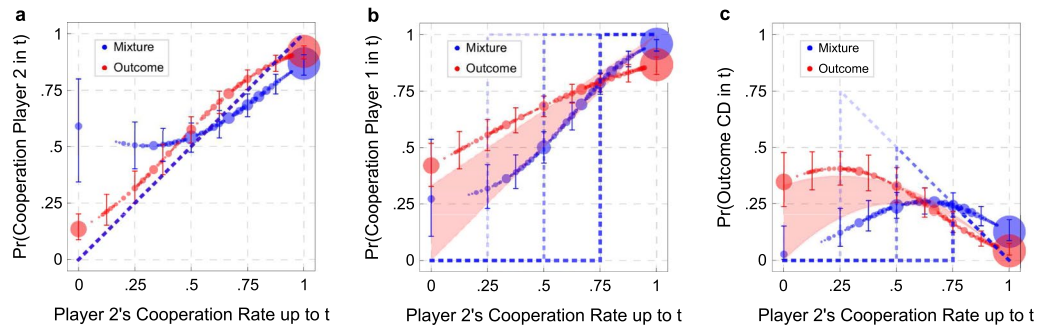 a
Pr(Cooperation Player 2 in t)
1
.75
.5
.25
0
Mixture
Outcome
0 .25 .5 .75 1
Player 2's Cooperation Rate up to t
b
Pr(Cooperation Player 1 in t)
1
.75
.5
.25
0
Mixture
Outcome
0 .25 .5 .75 1
Player 2's Cooperation Rate up to t
c
Pr(Outcome CD in t)
1
.75
.5
.25
0
Mixture
Outcome
0 .25 .5 .75 1
Player 2's Cooperation Rate up to t